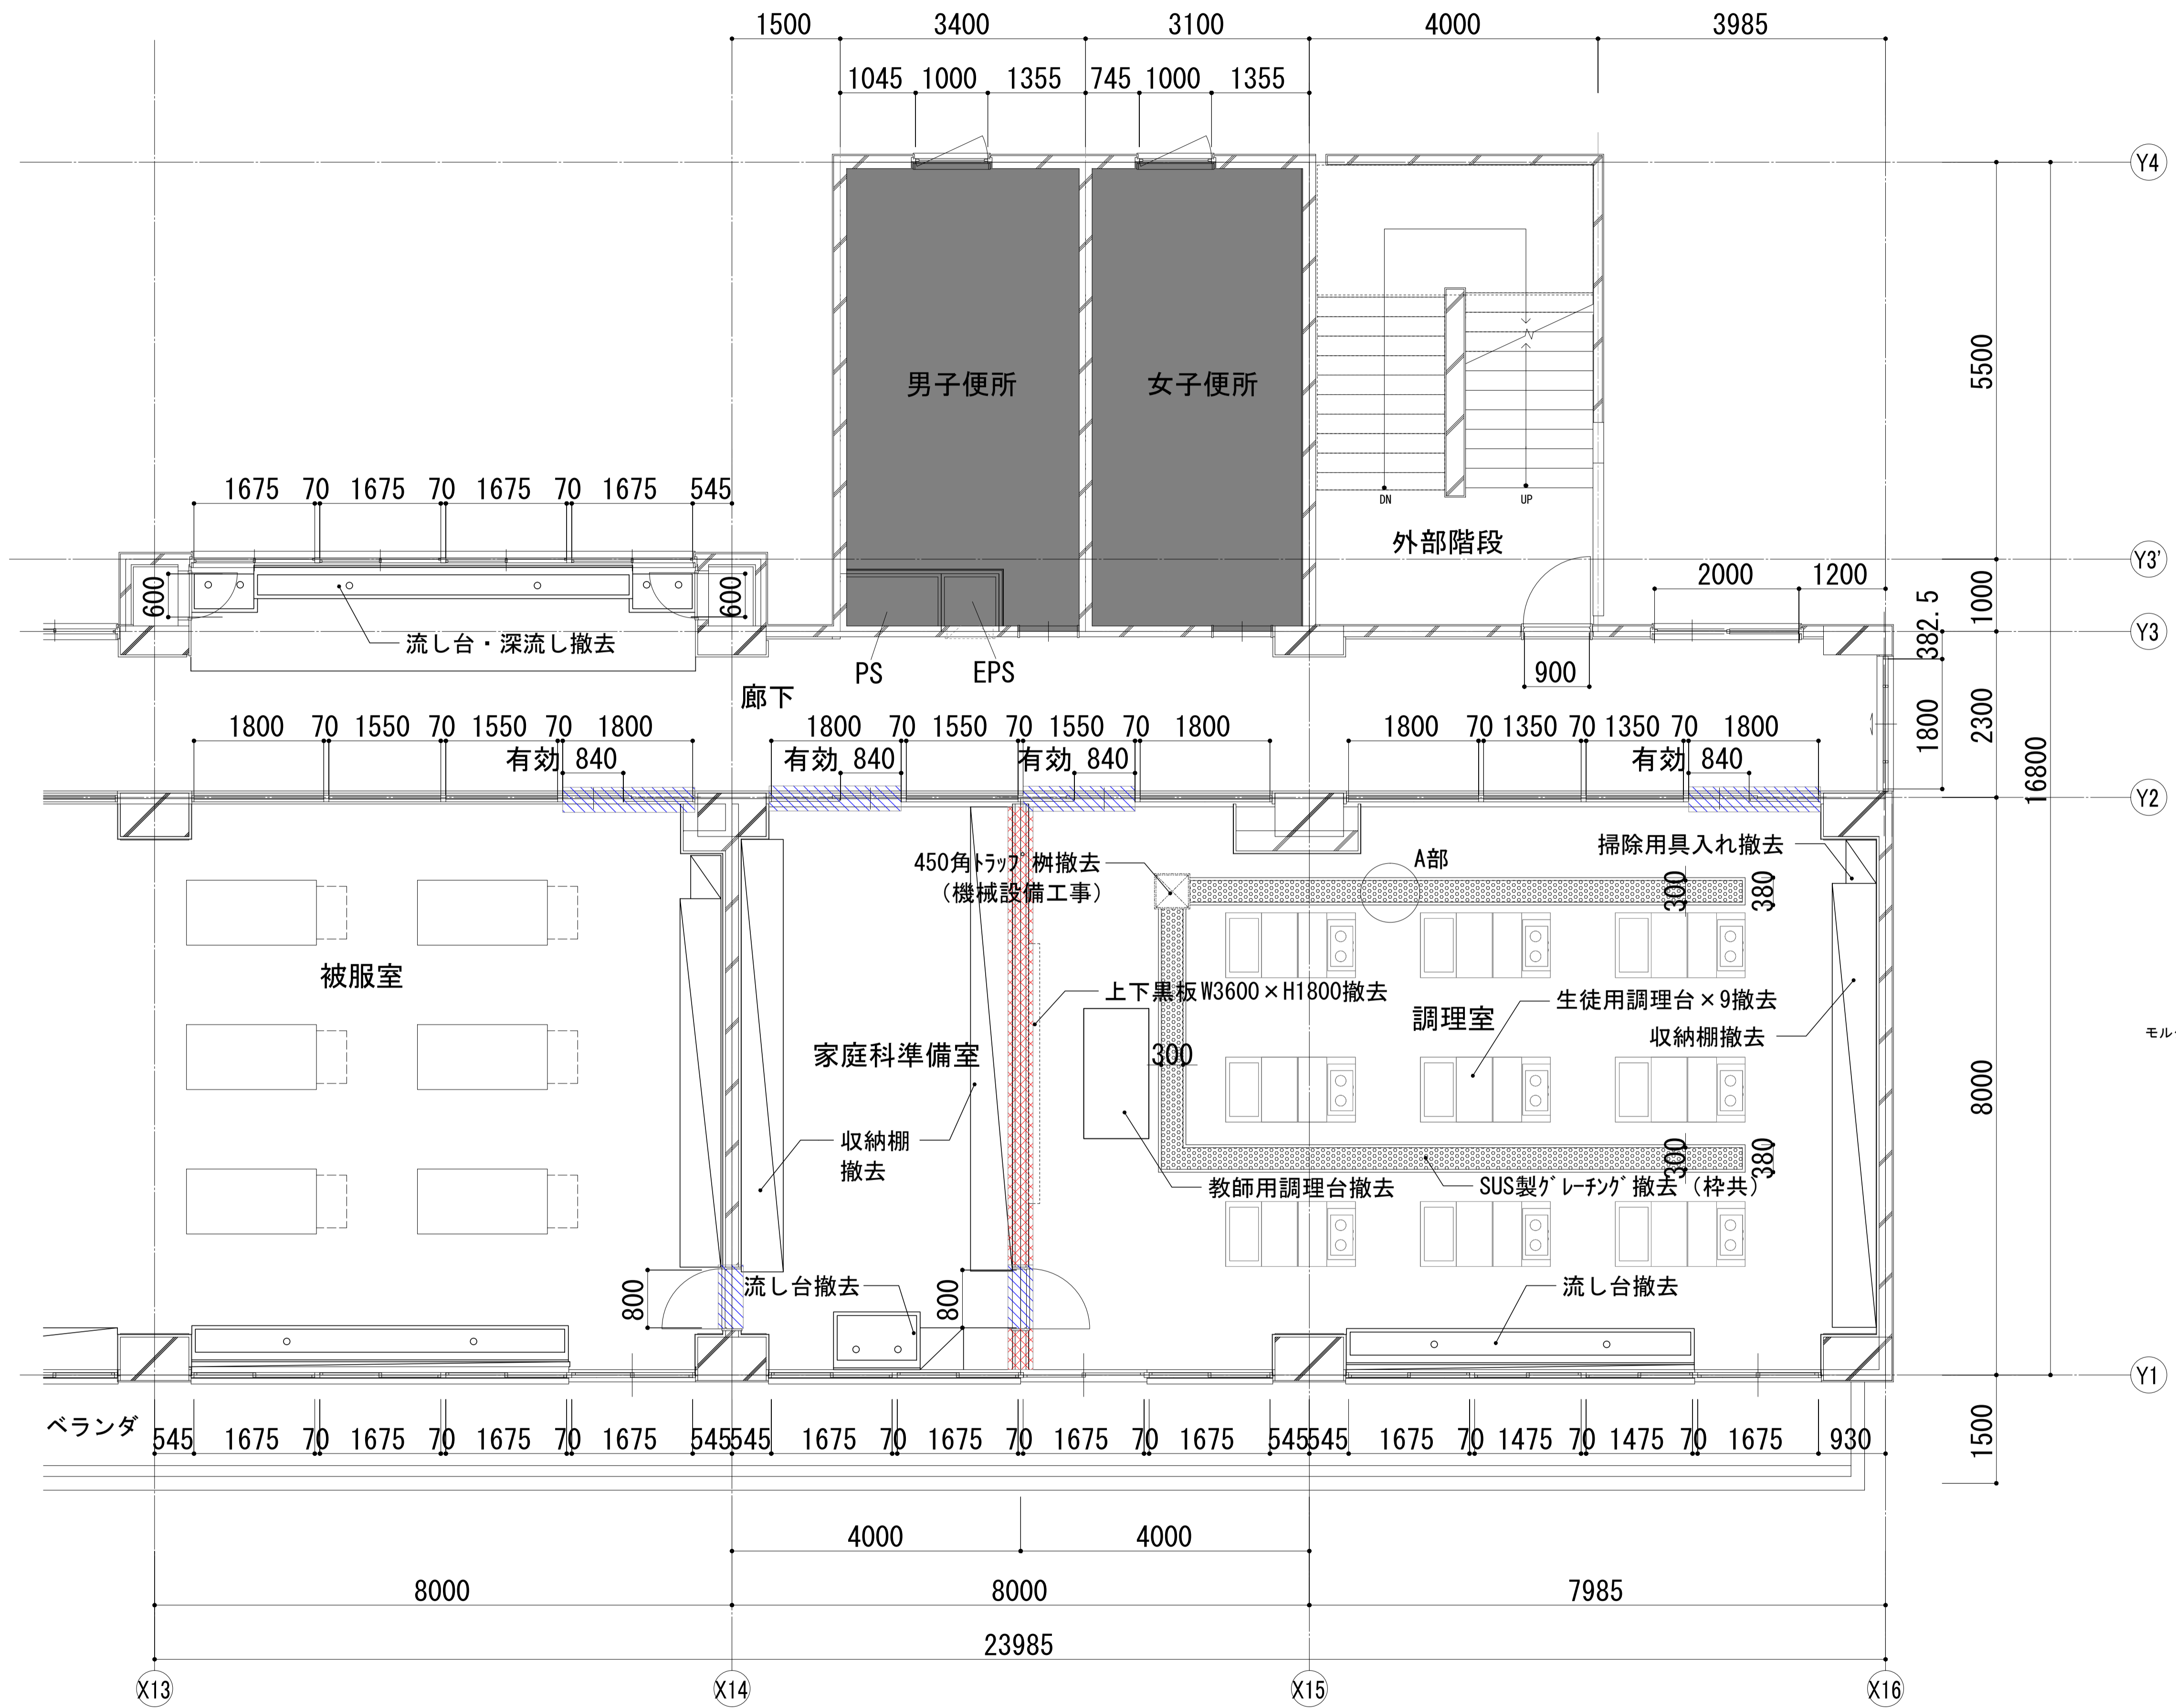 1500 3400 3100 4000 3985
1045 1000 1355 745 1000 1355
Y4
男子便所 女子便所
5500
1675 70 1675 70 1675 70 1675 545
DN UP
外部階段
Y3'
600 600
2000 1200
1000
382.5
流し台・深流し撤去
Y3
PS EPS
900
廊下
1800
2300
1800 70 1550 70 1550 70 1800
1800 70 1550 70 1550 70 1800
1800 70 1350 70 1350 70 1800
有効 840
有効 840
有効 840
有効 840
16800
Y2
450角ﾄﾗｯﾌﾟ桝撤去
(機械設備工事)
A部
掃除用具入れ撤去
300 380
被服室
上下黒板W3600×H1800撤去
調理室
生徒用調理台×9撤去
収納棚撤去
モル
家庭科準備室
300
8000
収納棚
撤去
300 380
教師用調理台撤去
SUS製ｸﾞﾚｰﾁﾝｸﾞ撤去(枠共)
800
流し台撤去
800
流し台撤去
Y1
ベランダ
545 1675 70 1675 70 1675 70 1675 545
545 1675 70 1675 70 1675 70 1675 545
545 1675 70 1475 70 1475 70 1675 930
1500
4000 4000
8000 8000 7985
23985
X13 X14 X15 X16